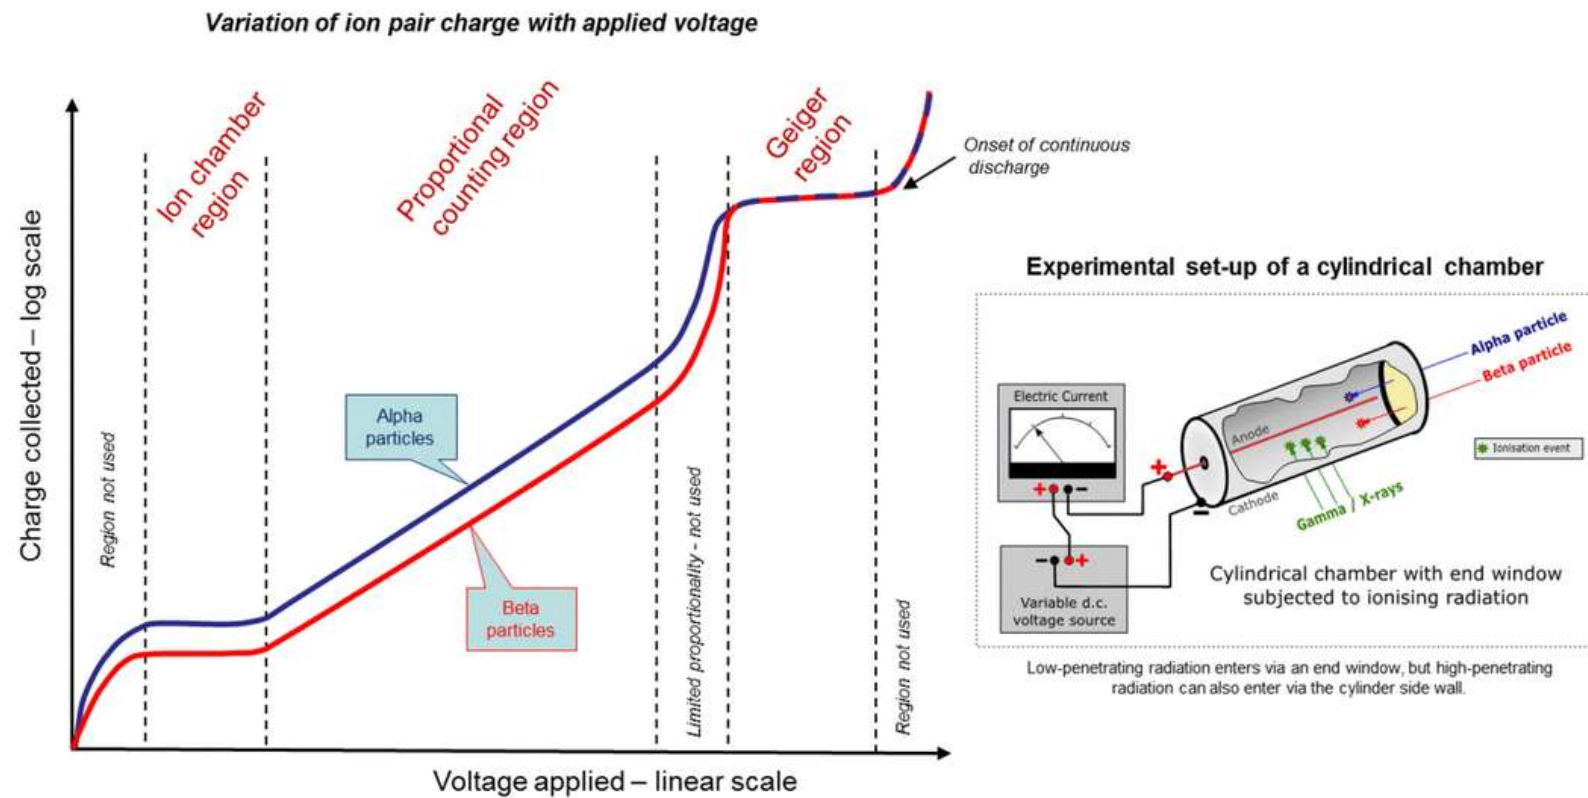 Variation of ion pair charge with applied voltage
Ion chamber
region
Proportional
counting region
Geiger
region
Onset of continuous
discharge
Charge collected – log scale
Region not used
Alpha
particles
Beta
particles
Limited proportionality - not used
Region not used
Voltage applied – linear scale
Experimental set-up of a cylindrical chamber
Alpha particle
Beta particle
Electric Current
Anode
+
Ionisation event
+ -
Cathode
-
Gamma / X-rays
- +
Variable d.c.
voltage source
Cylindrical chamber with end window
subjected to ionising radiation
Low-penetrating radiation enters via an end window, but high-penetrating
radiation can also enter via the cylinder side wall.